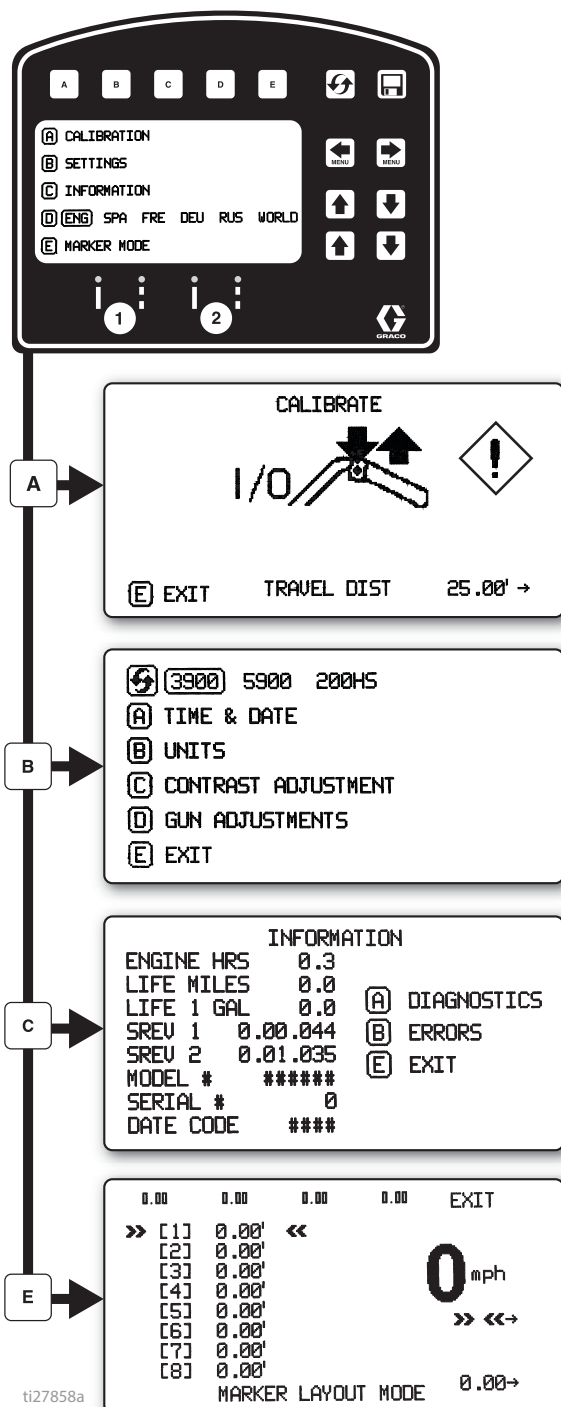 A B C D E
A CALIBRATION
B SETTINGS
C INFORMATION
D ENG SPA FRE DEU RUS WORLD
E MARKER MODE
MENU MENU
1 2
GRACO
A
CALIBRATE
I/O
!
E EXIT TRAVEL DIST 25.00' →
B
3900 5900 200HS
A TIME & DATE
B UNITS
C CONTRAST ADJUSTMENT
D GUN ADJUSTMENTS
E EXIT
C
INFORMATION
ENGINE HRS 0.3
LIFE MILES 0.0
LIFE 1 GAL 0.0
SREV 1 0.00.044
SREV 2 0.01.035
MODEL # ######
SERIAL # 0
DATE CODE ####
A DIAGNOSTICS
B ERRORS
E EXIT
E
0.00 0.00 0.00 0.00 EXIT
>> [1] 0.00' <<
[2] 0.00'
[3] 0.00'
[4] 0.00'
[5] 0.00'
[6] 0.00'
[7] 0.00'
[8] 0.00'
0 mph
>> <<→
0.00→
MARKER LAYOUT MODE
ti27858a